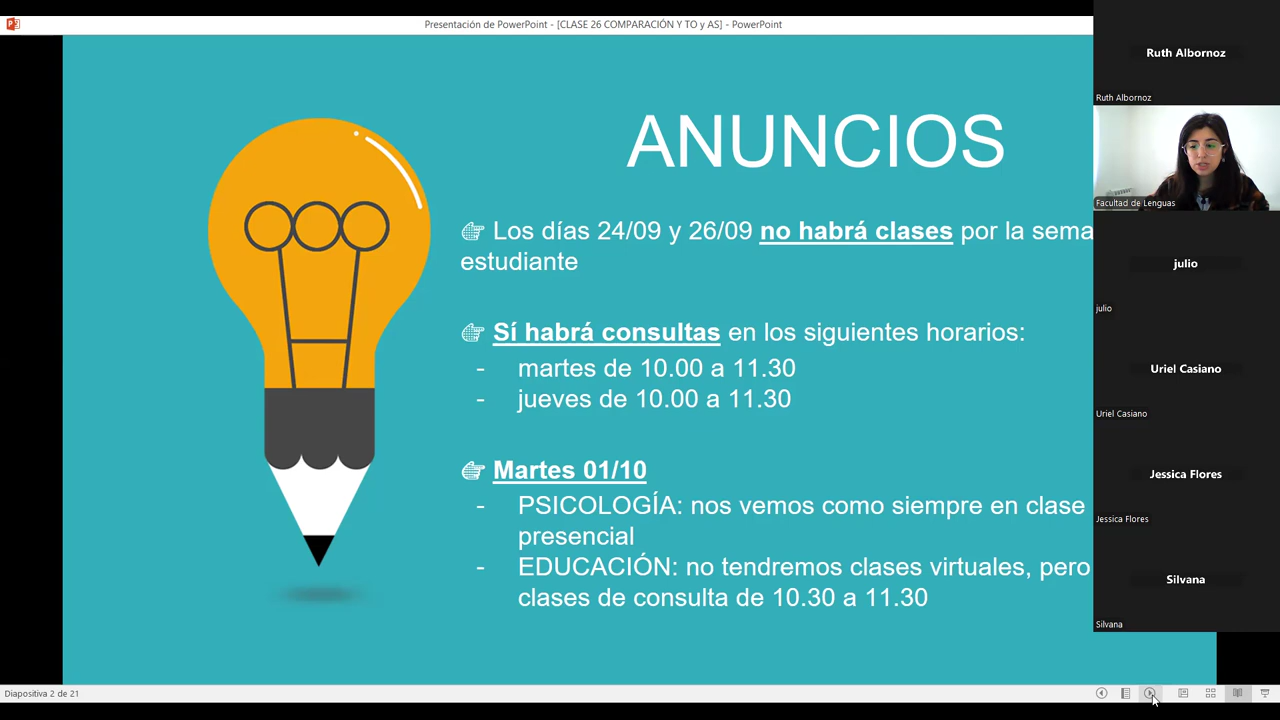 Presentación de PowerPoint - [CLASE 26 COMPARACIÓN Y TO y AS] - PowerPoint
ANUNCIOS
Los días 24/09 y 26/09 no habrá clases por la sema
estudiante
Sí habrá consultas en los siguientes horarios:
- martes de 10.00 a 11.30
- jueves de 10.00 a 11.30
Martes 01/10
- PSICOLOGÍA: nos vemos como siempre en clase
presencial
- EDUCACIÓN: no tendremos clases virtuales, pero
clases de consulta de 10.30 a 11.30
Ruth Albornoz
Ruth Albornoz
Facultad de Lenguas
julio
julio
Uriel Casiano
Uriel Casiano
Jessica Flores
Jessica Flores
Silvana
Silvana
Diapositiva 2 de 21